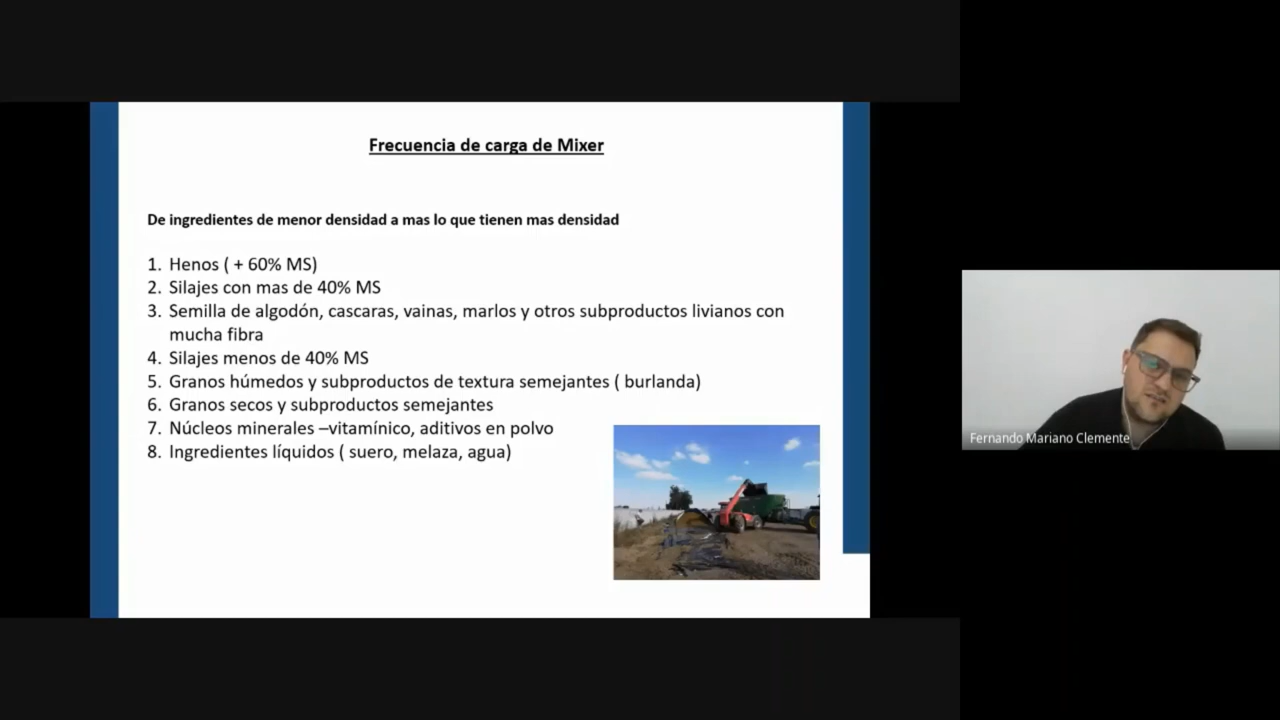 Frecuencia de carga de Mixer
De ingredientes de menor densidad a mas lo que tienen mas densidad
1. Henos ( + 60% MS)
2. Silajes con mas de 40% MS
3. Semilla de algodón, cascaras, vainas, marlos y otros subproductos livianos con
mucha fibra
4. Silajes menos de 40% MS
5. Granos húmedos y subproductos de textura semejantes ( burlanda)
6. Granos secos y subproductos semejantes
7. Núcleos minerales –vitamínico, aditivos en polvo
8. Ingredientes líquidos ( suero, melaza, agua)
Fernando Mariano Clemente